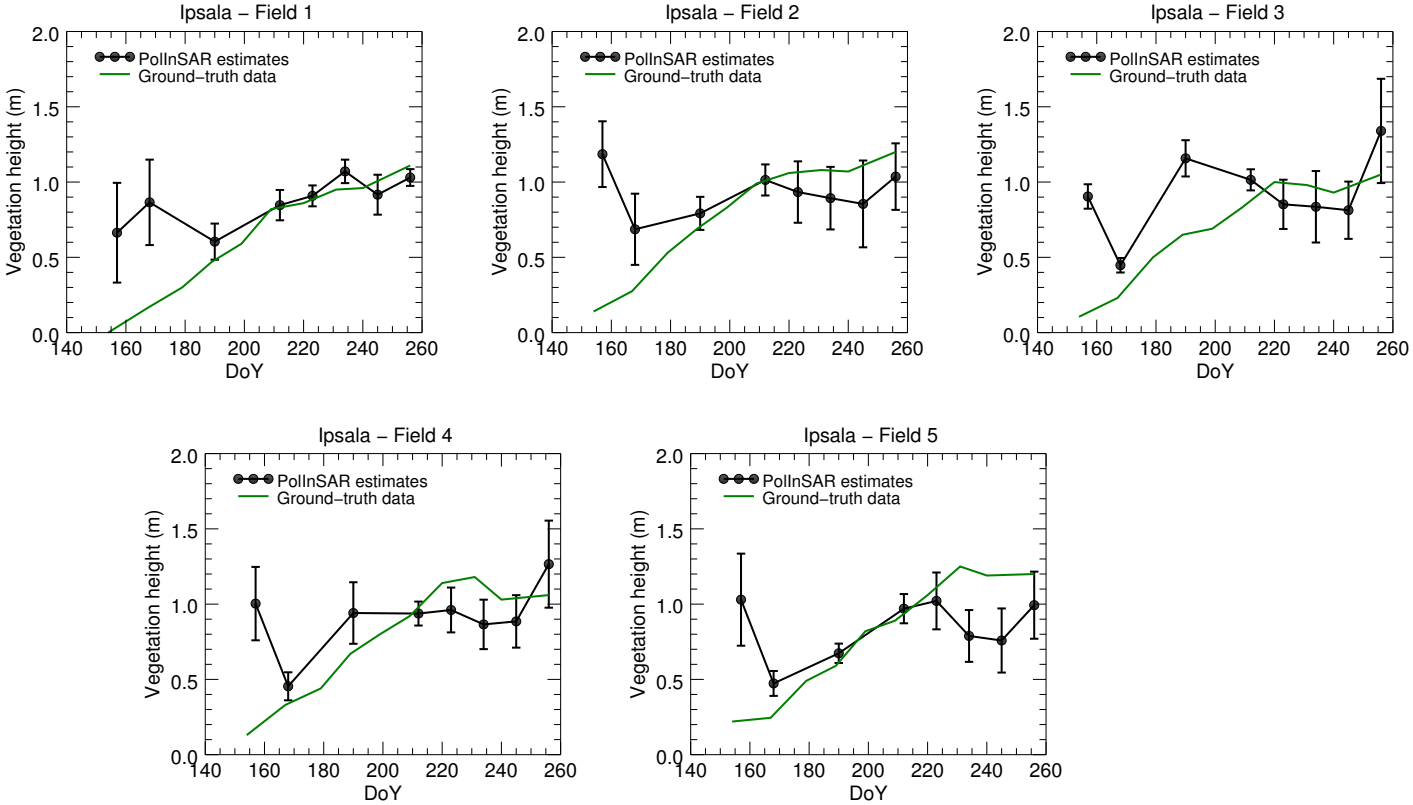 Ipsala − Field 1
2.0
1.5
1.0
0.5
0.0
140 160 180 200 220 240 260
Vegetation height (m)
DoY
PolInSAR estimates
Ground−truth data
Ipsala − Field 2
2.0
1.5
1.0
0.5
0.0
140 160 180 200 220 240 260
Vegetation height (m)
DoY
PolInSAR estimates
Ground−truth data
Ipsala − Field 3
2.0
1.5
1.0
0.5
0.0
140 160 180 200 220 240 260
Vegetation height (m)
DoY
PolInSAR estimates
Ground−truth data
Ipsala − Field 4
2.0
1.5
1.0
0.5
0.0
140 160 180 200 220 240 260
Vegetation height (m)
DoY
PolInSAR estimates
Ground−truth data
Ipsala − Field 5
2.0
1.5
1.0
0.5
0.0
140 160 180 200 220 240 260
Vegetation height (m)
DoY
PolInSAR estimates
Ground−truth data